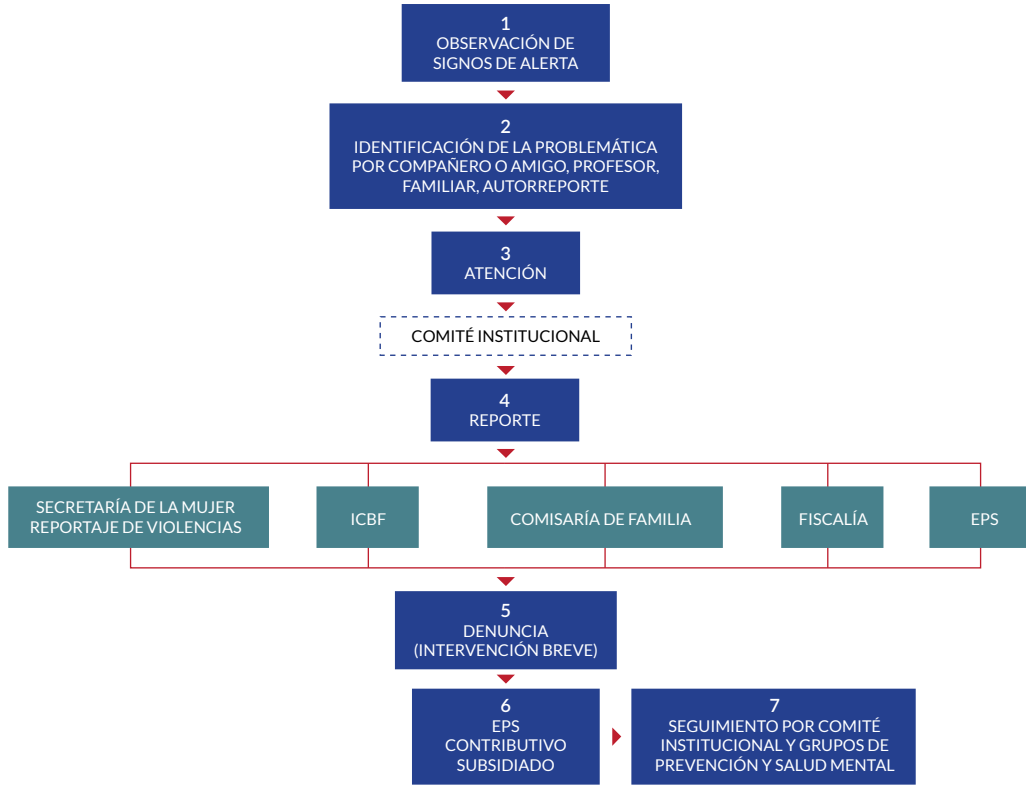 1
OBSERVACIÓN DE
SIGNOS DE ALERTA
2
IDENTIFICACIÓN DE LA PROBLEMÁTICA
POR COMPAÑERO O AMIGO, PROFESOR,
FAMILIAR, AUTORREPORTE
3
ATENCIÓN
COMITÉ INSTITUCIONAL
4
REPORTE
SECRETARÍA DE LA MUJER
REPORTAJE DE VIOLENCIAS
ICBF
COMISARÍA DE FAMILIA
FISCALÍA
EPS
5
DENUNCIA
(INTERVENCIÓN BREVE)
6
EPS
CONTRIBUTIVO
SUBSIDIADO
7
SEGUIMIENTO POR COMITÉ
INSTITUCIONAL Y GRUPOS DE
PREVENCIÓN Y SALUD MENTAL